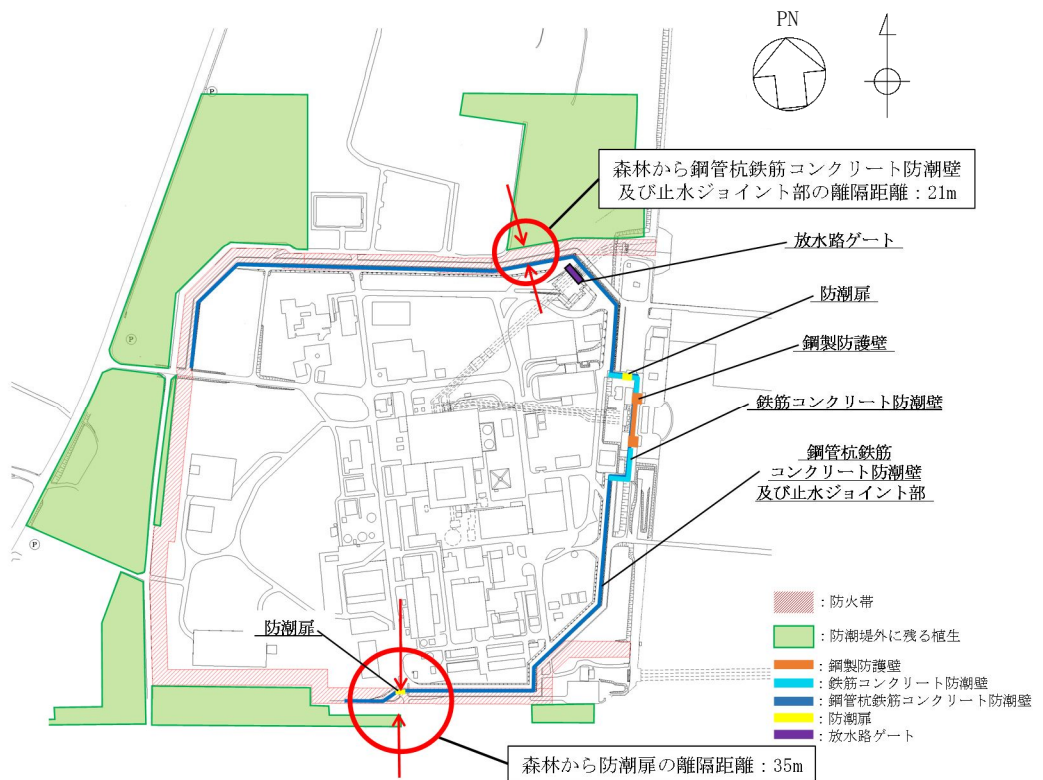 PN
森林から鋼管杭鉄筋コンクリート防潮壁
及び止水ジョイント部の離隔距離：21m
放水路ゲート
防潮扉
鋼製防護壁
鉄筋コンクリート防潮壁
鋼管杭鉄筋
コンクリート防潮壁
及び止水ジョイント部
防潮扉
森林から防潮扉の離隔距離：35m
：防火帯
：防潮堤外に残る植生
：鋼製防護壁
：鉄筋コンクリート防潮壁
：鋼管杭鉄筋コンクリート防潮壁
：防潮扉
：放水路ゲート
P
P
P